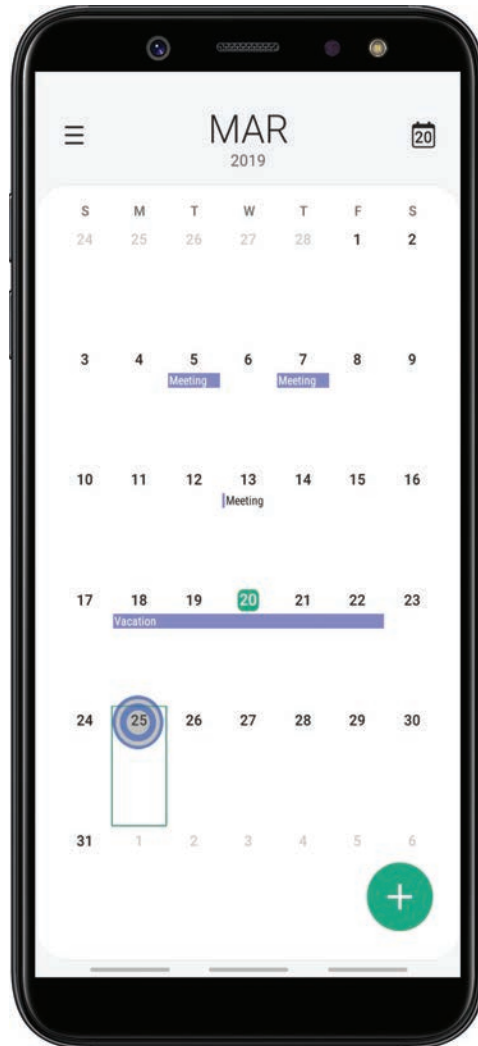 MAR
20
2019
S M T W T F S
24 25 26 27 28 1 2
3 4 5 6 7 8 9
Meeting Meeting
10 11 12 13 14 15 16
Meeting
17 18 19 20 21 22 23
Vacation
24 25 26 27 28 29 30
31 1 2 3 4 5 6